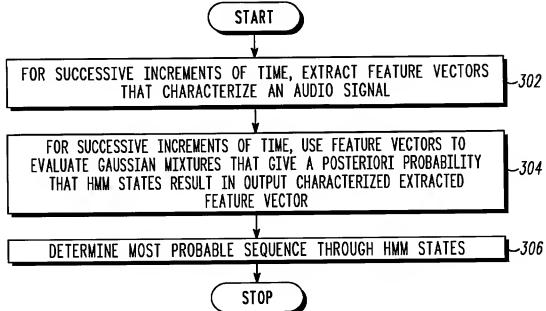 START
FOR SUCCESSIVE INCREMENTS OF TIME, EXTRACT FEATURE VECTORS
THAT CHARACTERIZE AN AUDIO SIGNAL
302
FOR SUCCESSIVE INCREMENTS OF TIME, USE FEATURE VECTORS TO
EVALUATE GAUSSIAN MIXTURES THAT GIVE A POSTERIORI PROBABILITY
THAT HMM STATES RESULT IN OUTPUT CHARACTERIZED EXTRACTED
FEATURE VECTOR
304
DETERMINE MOST PROBABLE SEQUENCE THROUGH HMM STATES
306
STOP